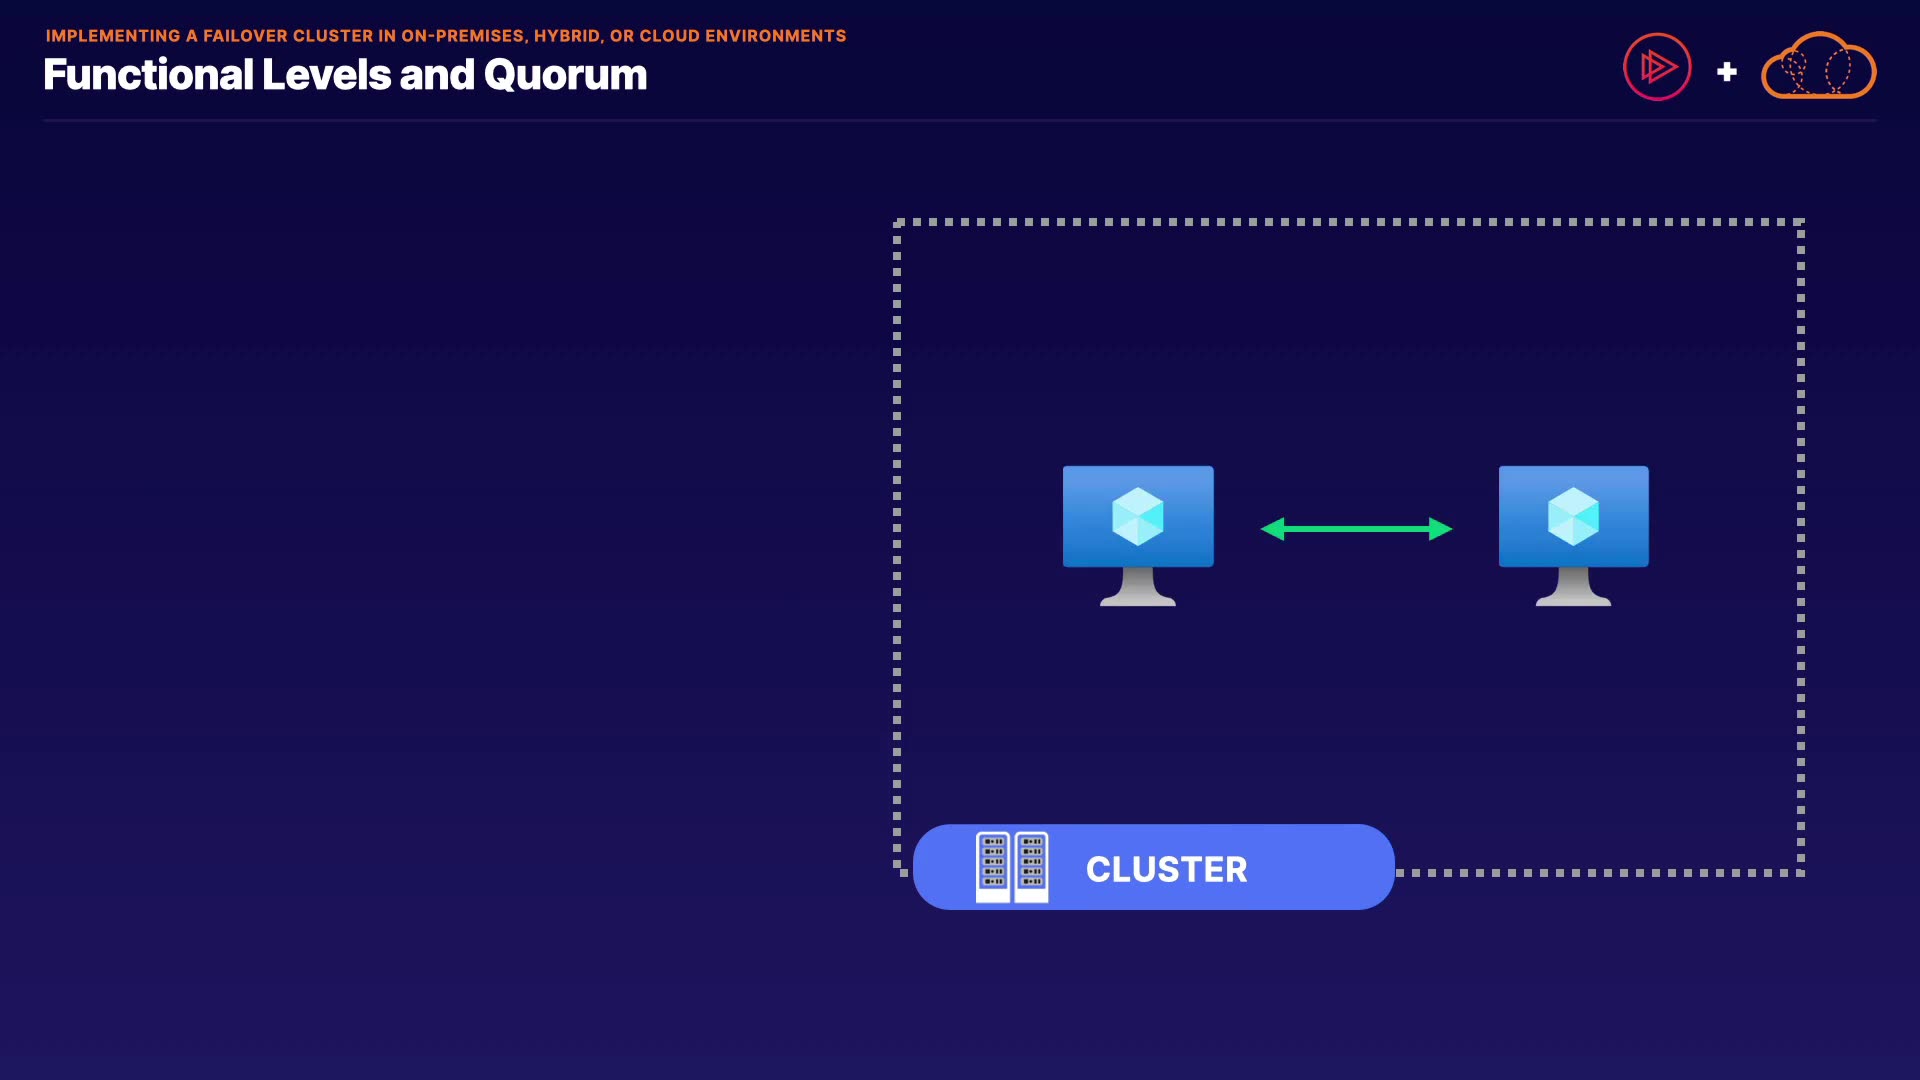 IMPLEMENTING A FAILOVER CLUSTER IN ON-PREMISES, HYBRID, OR CLOUD ENVIRONMENTS
Functional Levels and Quorum
+
CLUSTER